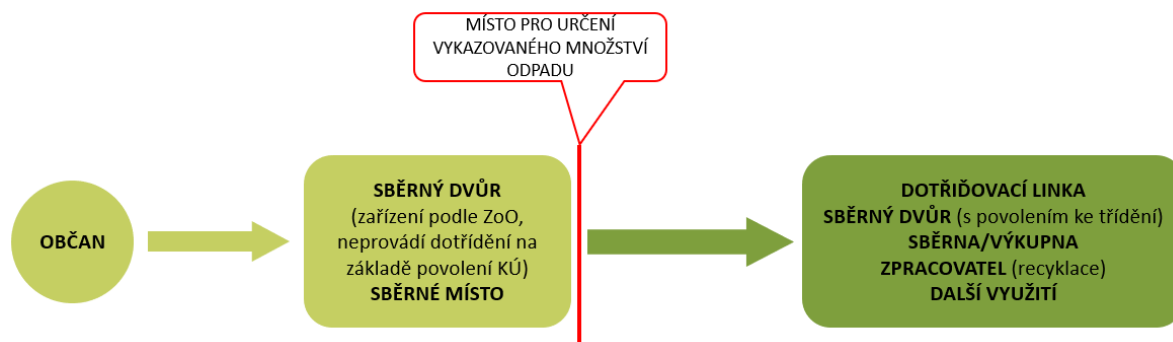 MÍSTO PRO URČENÍ
VYKAZOVANÉHO MNOŽSTVÍ
ODPADU
OBČAN
SBĚRNÝ DVŮR
(zařízení podle ZoO,
neprovádí dotřídění na
základě povolení KÚ)
SBĚRNÉ MÍSTO
DOTŘIĎOVACÍ LINKA
SBĚRNÝ DVŮR (s povolením ke třídění)
SBĚRNA/VÝKUPNA
ZPRACOVATEL (recyklace)
DALŠÍ VYUŽITÍ